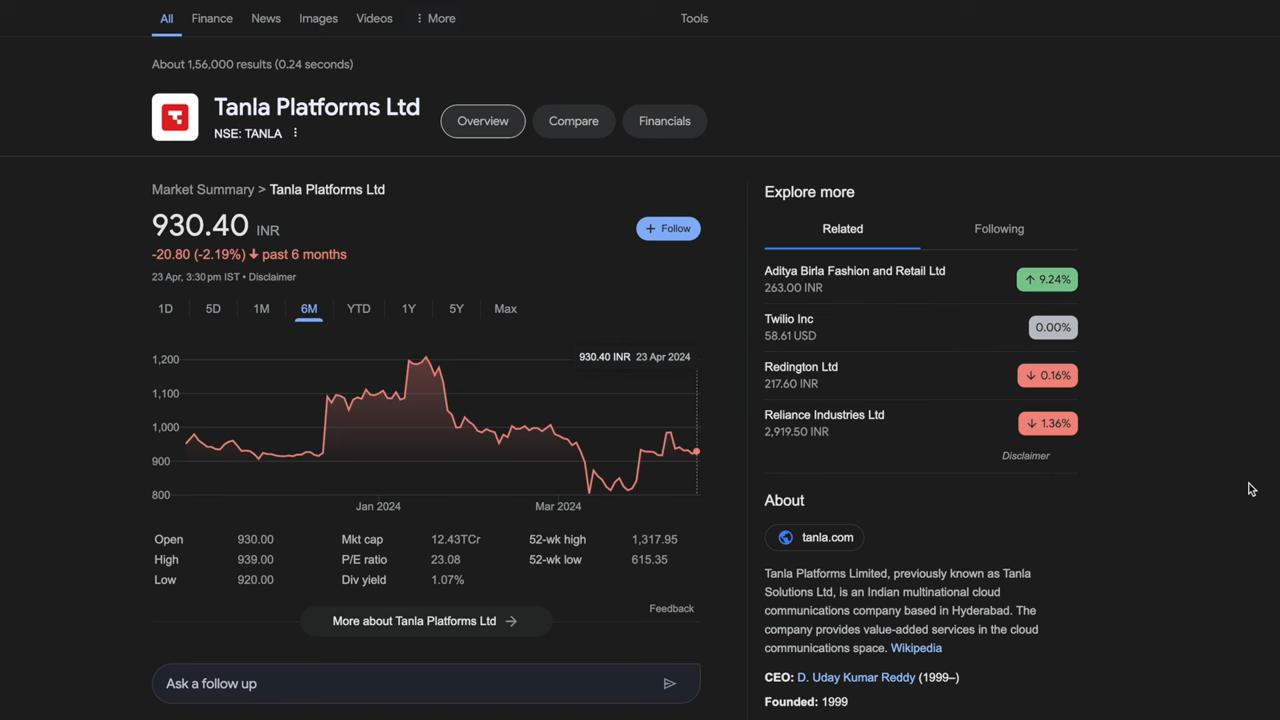 All Finance News Images Videos More Tools
About 1,56,000 results (0.24 seconds)
Tanla Platforms Ltd
NSE: TANLA
Overview Compare Financials
Market Summary > Tanla Platforms Ltd
930.40 INR
+ Follow
-20.80 (-2.19%) ↓ past 6 months
23 Apr, 3:30 pm IST • Disclaimer
1D 5D 1M 6M YTD 1Y 5Y Max
930.40 INR 23 Apr 2024
1,200
1,100
1,000
900
800
Jan 2024 Mar 2024
Open 930.00 Mkt cap 12.43TCr 52-wk high 1,317.95
High 939.00 P/E ratio 23.08 52-wk low 615.35
Low 920.00 Div yield 1.07%
Feedback
More about Tanla Platforms Ltd →
Ask a follow up
Explore more
Related Following
Aditya Birla Fashion and Retail Ltd
263.00 INR
↑ 9.24%
Twilio Inc
58.61 USD
0.00%
Redington Ltd
217.60 INR
↓ 0.16%
Reliance Industries Ltd
2,919.50 INR
↓ 1.36%
Disclaimer
About
tanla.com
Tanla Platforms Limited, previously known as Tanla
Solutions Ltd, is an Indian multinational cloud
communications company based in Hyderabad. The
company provides value-added services in the cloud
communications space. Wikipedia
CEO: D. Uday Kumar Reddy (1999–)
Founded: 1999